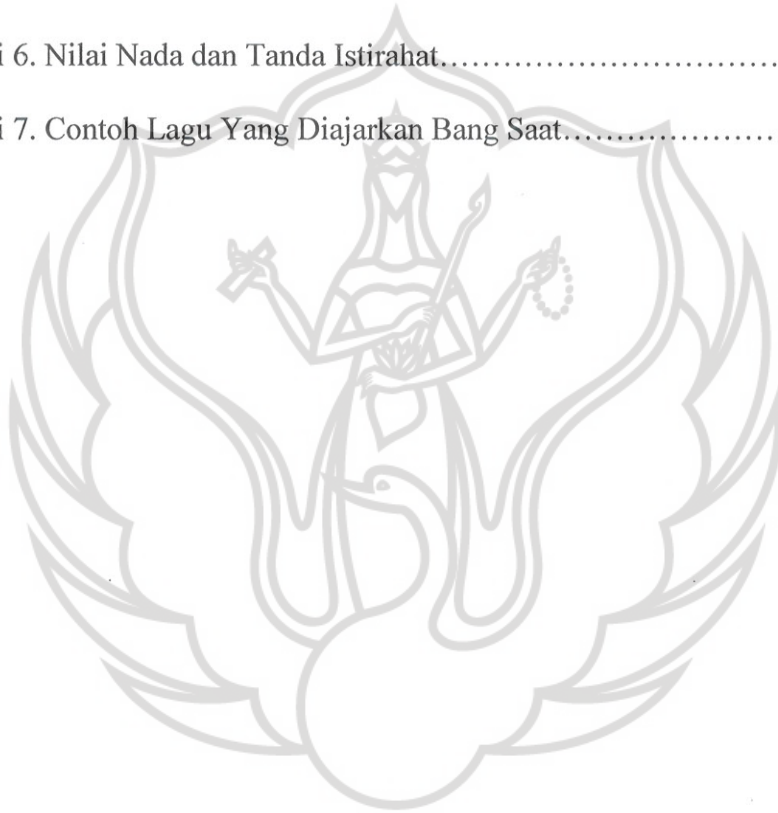 i 6. Nilai Nada dan Tanda Istirahat................................
i 7. Contoh Lagu Yang Diajarkan Bang Saat....................